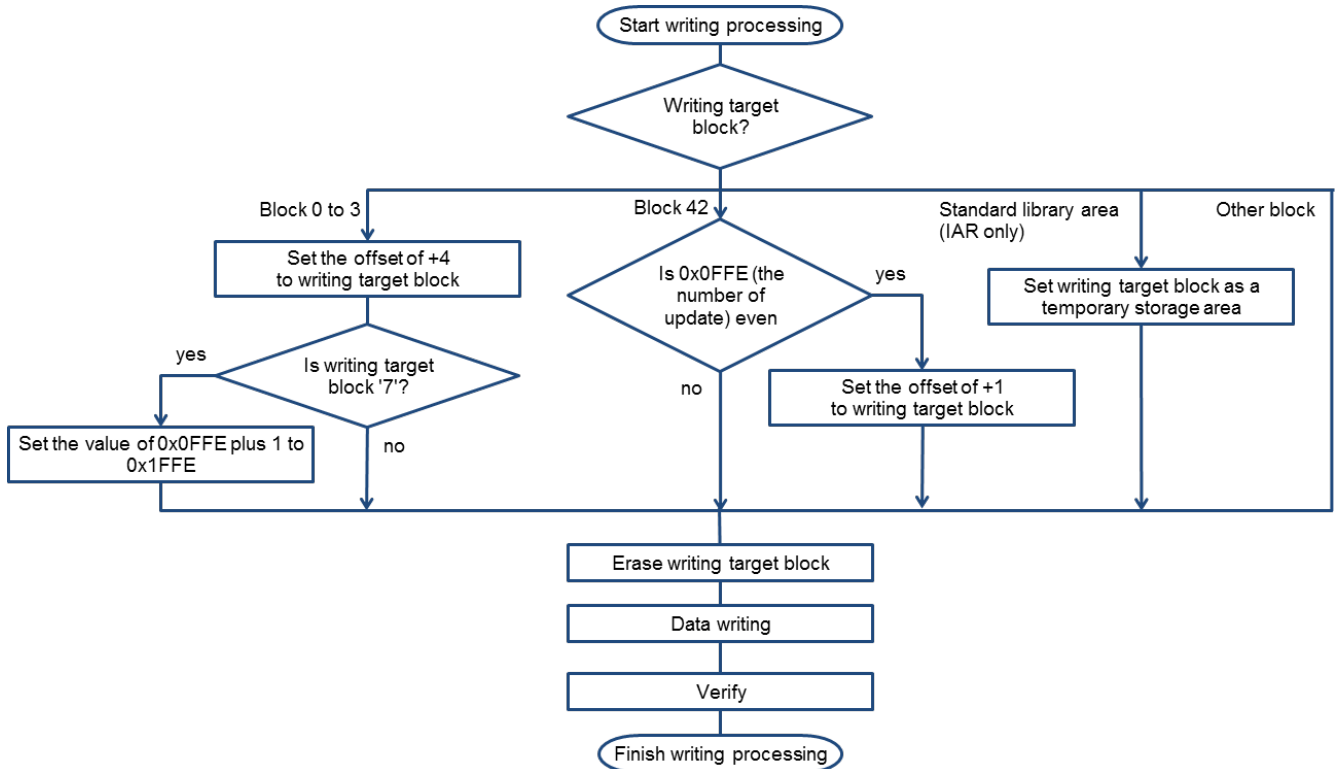 Start writing processing
Writing target
block?
Block 0 to 3
Block 42
Standard library area
(IAR only)
Other block
Set the offset of +4
to writing target block
Is 0x0FFE (the
number of
update) even
yes
Set writing target block as a
temporary storage area
yes
Is writing target
block '7'?
no
Set the offset of +1
to writing target block
Set the value of 0x0FFE plus 1 to
0x1FFE
no
Erase writing target block
Data writing
Verify
Finish writing processing